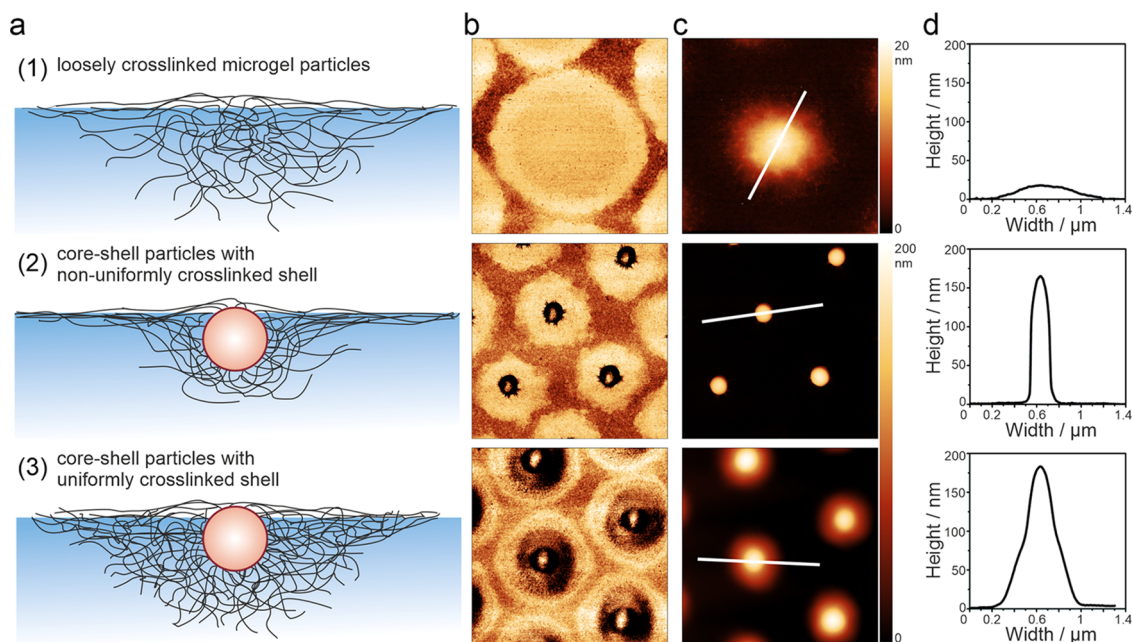 a
b
c
d
(1) loosely crosslinked microgel particles
20
nm
0
200
150
100
50
0
Height / nm
0 0.2 0.6 1 1.4
Width / µm
(2) core-shell particles with
non-uniformly crosslinked shell
200
nm
0
200
150
100
50
0
Height / nm
0 0.2 0.6 1 1.4
Width / µm
(3) core-shell particles with
uniformly crosslinked shell
200
150
100
50
0
Height / nm
0 0.2 0.6 1 1.4
Width / µm